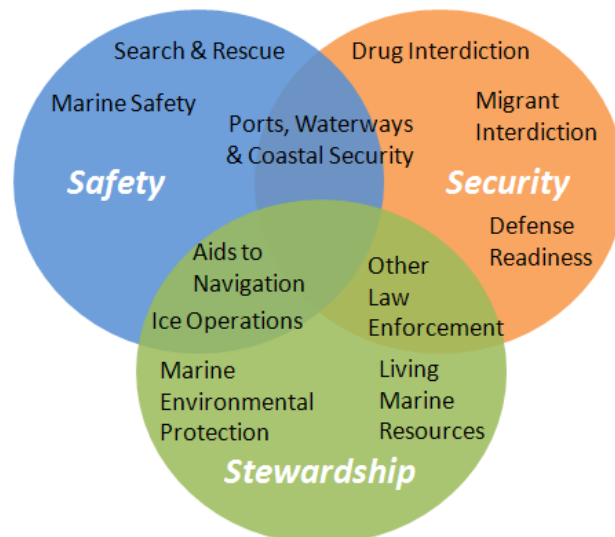 Search & Rescue
Drug Interdiction
Marine Safety
Migrant
Interdiction
Ports, Waterways
& Coastal Security
Safety
Security
Defense
Readiness
Aids to
Navigation
Other
Law
Enforcement
Ice Operations
Marine
Environmental
Protection
Living
Marine
Resources
Stewardship